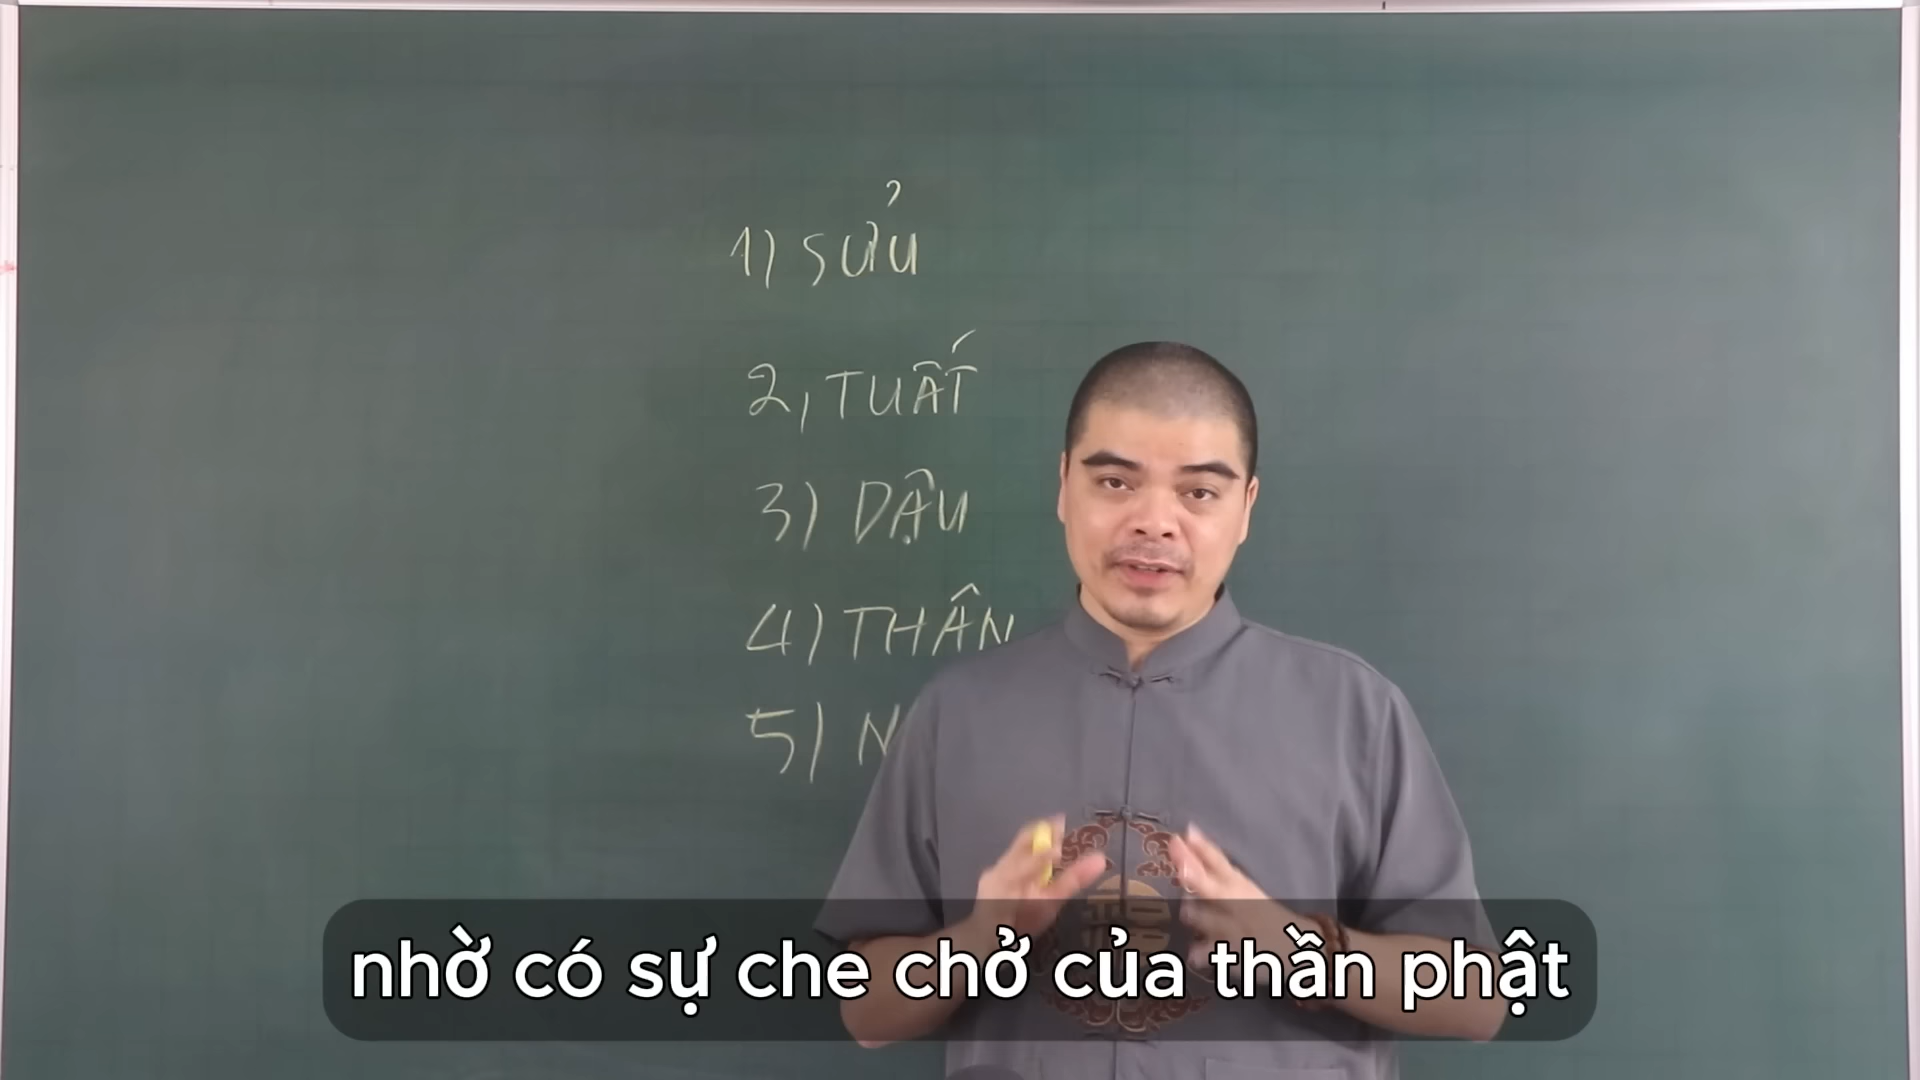 1) SỬU
2, TUẤT
3) DẬU
4) THÂN
5) N
nhờ có sự che chở của thần phật